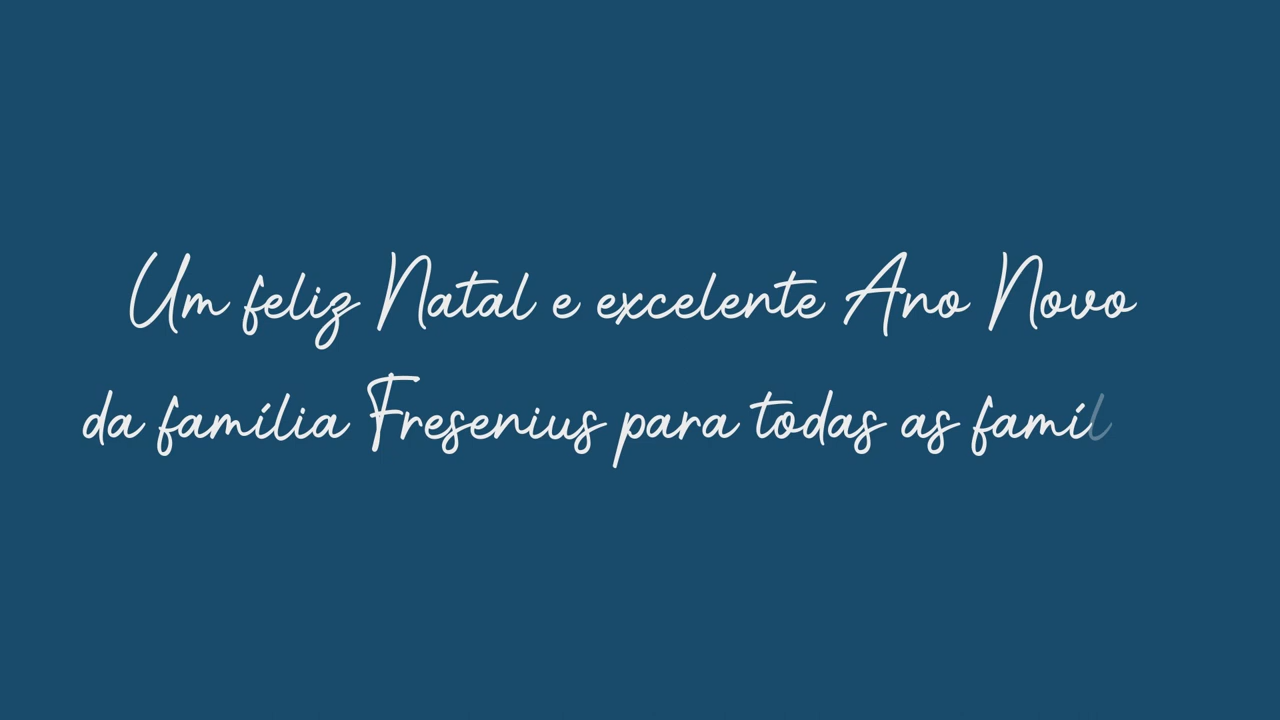 Um feliz Natal e excelente Ano Novo
da família Fresenius para todas as famíl